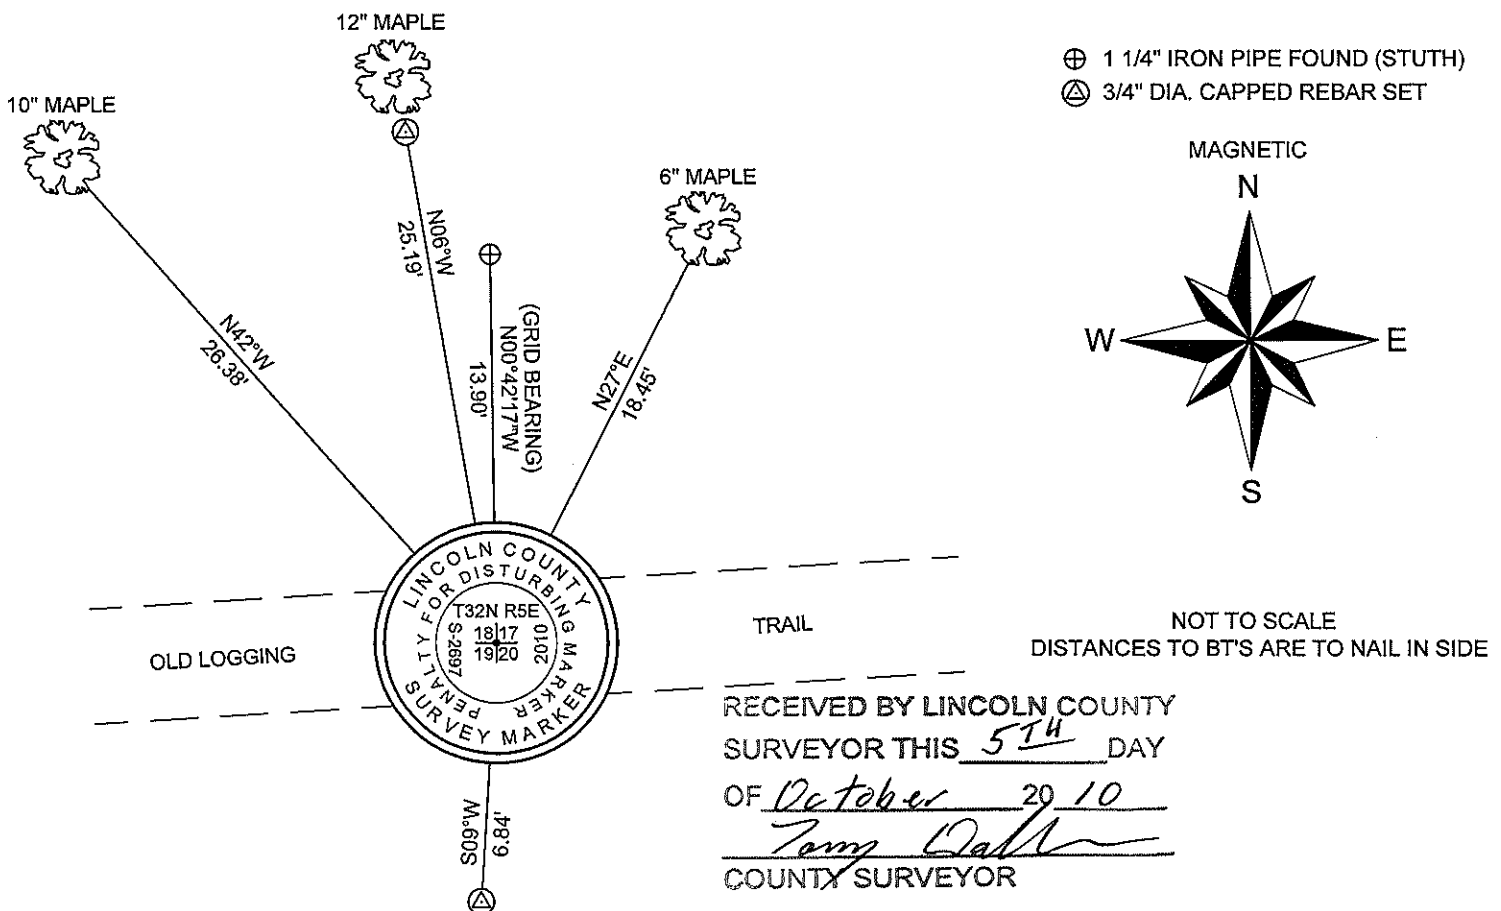 12" MAPLE
10" MAPLE
6" MAPLE
⊕ 1 1/4" IRON PIPE FOUND (STUTH)
3/4" DIA. CAPPED REBAR SET
MAGNETIC
N
W
E
S
N42°W
26.38'
N06°W
25.19'
(GRID BEARING)
N00°42'17"W
13.90'
N27°E
18.45'
LINCOLN COUNTY
SURVEY MARKER
PENALTY FOR DISTURBING MARKER
T32N R5E
S-2697
18|17
19|20
2010
OLD LOGGING
TRAIL
S09°W
6.84'
NOT TO SCALE
DISTANCES TO BT'S ARE TO NAIL IN SIDE
RECEIVED BY LINCOLN COUNTY
SURVEYOR THIS 5TH DAY
OF October 20 10
COUNTY SURVEYOR